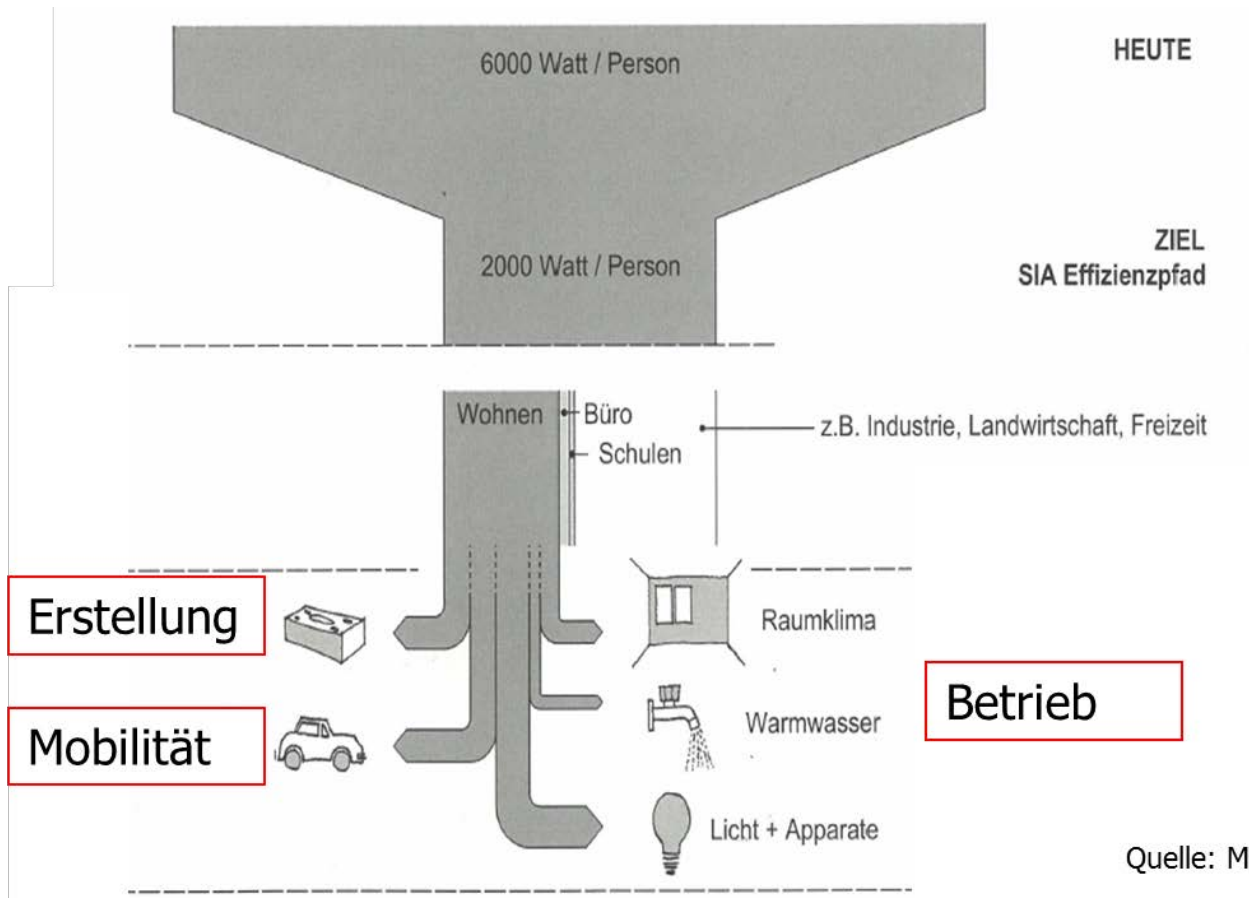 6000 Watt / Person
HEUTE
2000 Watt / Person
ZIEL
SIA Effizienzpfad
Wohnen
Büro
Schulen
z.B. Industrie, Landwirtschaft, Freizeit
Erstellung
Raumklima
Mobilität
Warmwasser
Betrieb
Licht + Apparate
Quelle: M